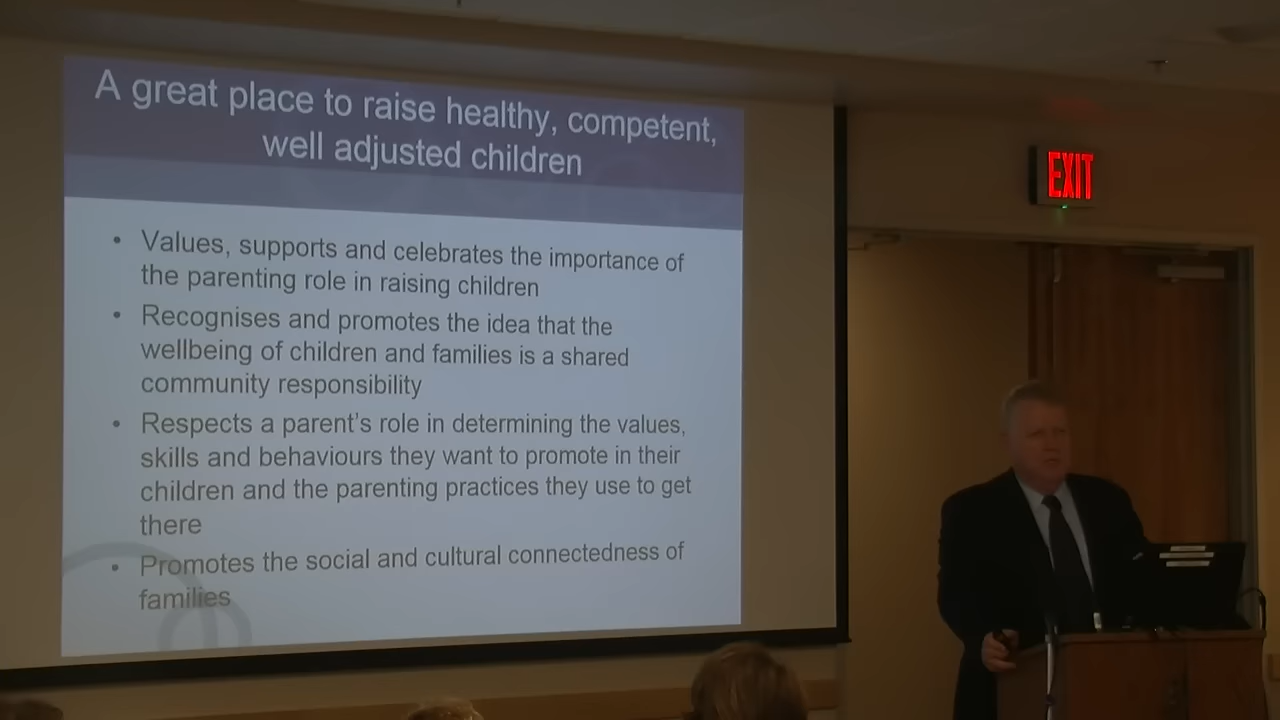 A great place to raise healthy, competent,
well adjusted children
• Values, supports and celebrates the importance of
the parenting role in raising children
• Recognises and promotes the idea that the
wellbeing of children and families is a shared
community responsibility
• Respects a parent's role in determining the values,
skills and behaviours they want to promote in their
children and the parenting practices they use to get
there
• Promotes the social and cultural connectedness of
families
EXIT